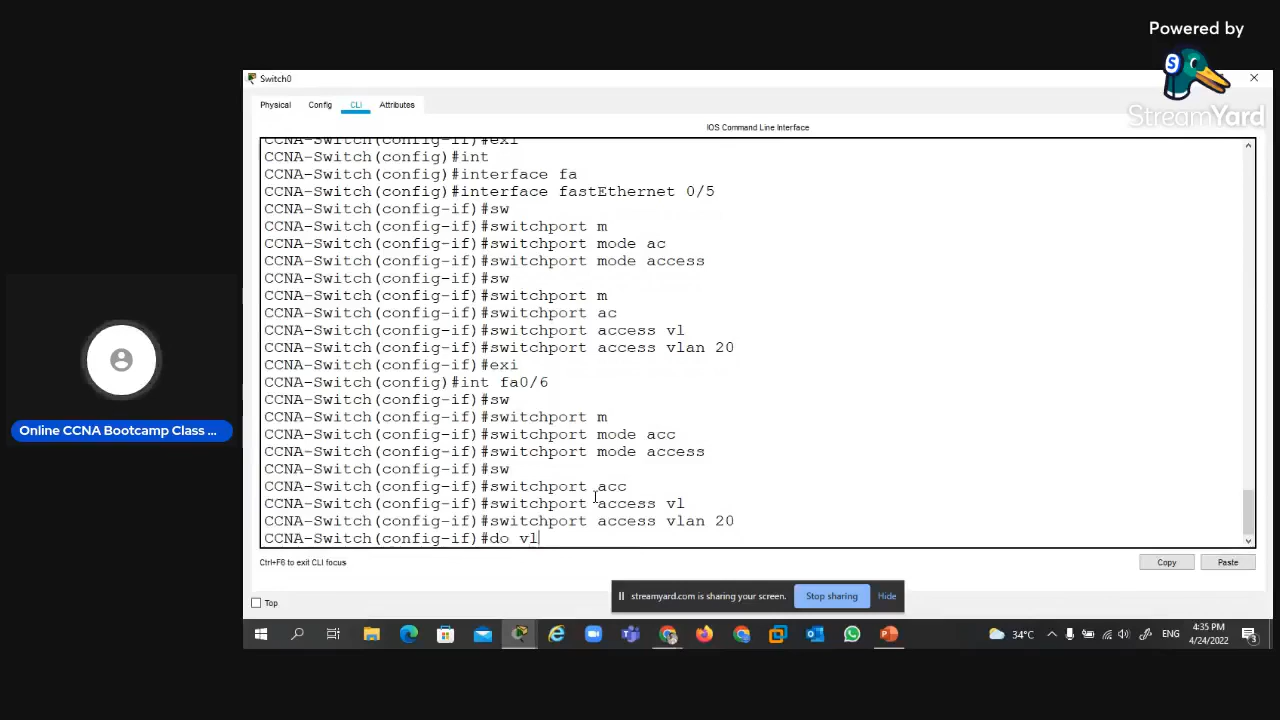 Powered by
StreamYard
Switch0
Physical Config CLI Attributes
IOS Command Line Interface
CCNA-Switch(config-if)#exi
CCNA-Switch(config)#int
CCNA-Switch(config)#interface fa
CCNA-Switch(config)#interface fastEthernet 0/5
CCNA-Switch(config-if)#sw
CCNA-Switch(config-if)#switchport m
CCNA-Switch(config-if)#switchport mode ac
CCNA-Switch(config-if)#switchport mode access
CCNA-Switch(config-if)#sw
CCNA-Switch(config-if)#switchport m
CCNA-Switch(config-if)#switchport ac
CCNA-Switch(config-if)#switchport access vl
CCNA-Switch(config-if)#switchport access vlan 20
CCNA-Switch(config-if)#exi
CCNA-Switch(config)#int fa0/6
CCNA-Switch(config-if)#sw
CCNA-Switch(config-if)#switchport m
CCNA-Switch(config-if)#switchport mode acc
CCNA-Switch(config-if)#switchport mode access
CCNA-Switch(config-if)#sw
CCNA-Switch(config-if)#switchport acc
CCNA-Switch(config-if)#switchport access vl
CCNA-Switch(config-if)#switchport access vlan 20
CCNA-Switch(config-if)#do vl
Online CCNA Bootcamp Class ...
Ctrl+F6 to exit CLI focus
Copy Paste
streamyard.com is sharing your screen. Stop sharing Hide
Top
34°C ENG 4:35 PM
4/24/2022 3